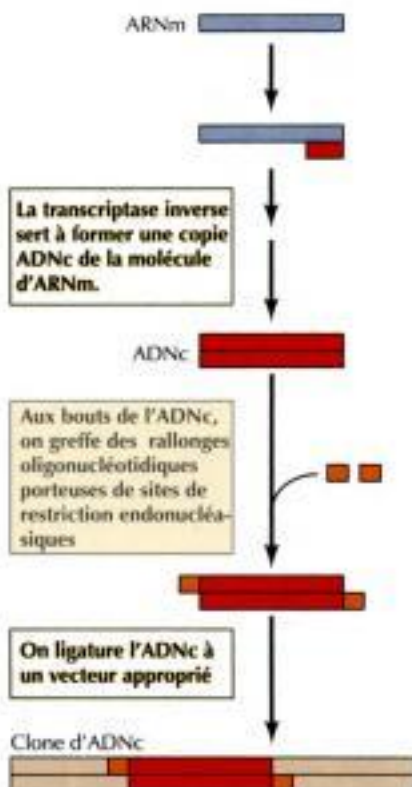 ARNm
La transcriptase inverse
sert à former une copie
ADNc de la molécule
d'ARNm.
ADNc
Aux bouts de l'ADNc,
on greffe des rallonges
oligonucléotidiques
porteuses de sites de
restriction endonucléa-
siques
On ligature l'ADNc à
un vecteur approprié
Clone d'ADNc